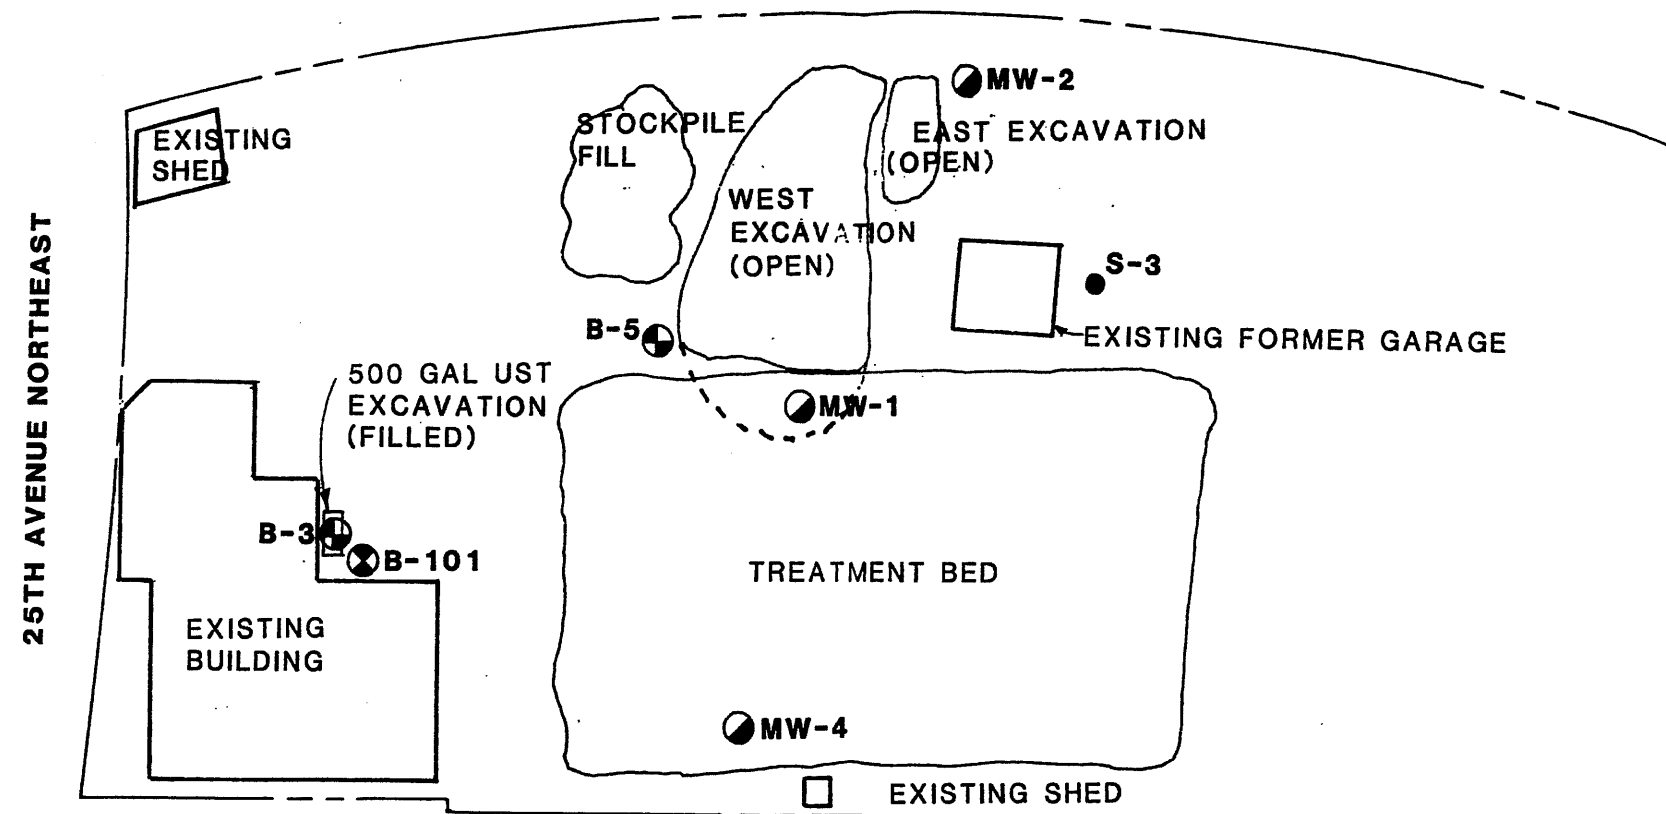 MW-2
STOCKPILE
FILL
EXISTING
SHED
EAST EXCAVATION
(OPEN)
WEST
EXCAVATION
(OPEN)
25TH AVENUE NORTHEAST
S-3
B-5
EXISTING FORMER GARAGE
500 GAL UST
EXCAVATION
(FILLED)
MW-1
B-3
B-101
TREATMENT BED
EXISTING
BUILDING
MW-4
EXISTING SHED